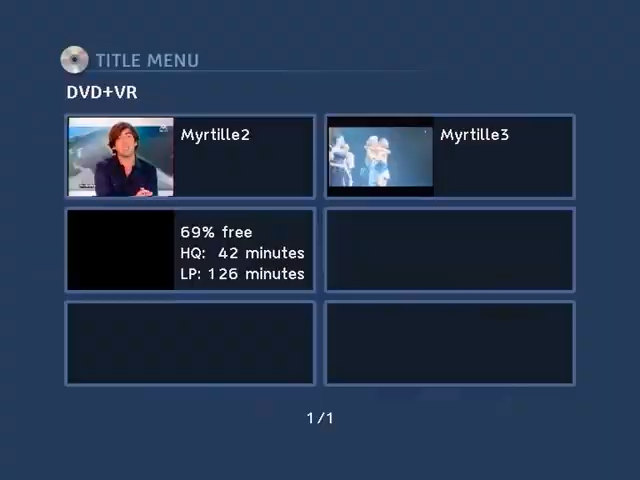 TITLE MENU
DVD+VR
Myrtille2
Myrtille3
69% free
HQ: 42 minutes
LP: 126 minutes
1/1